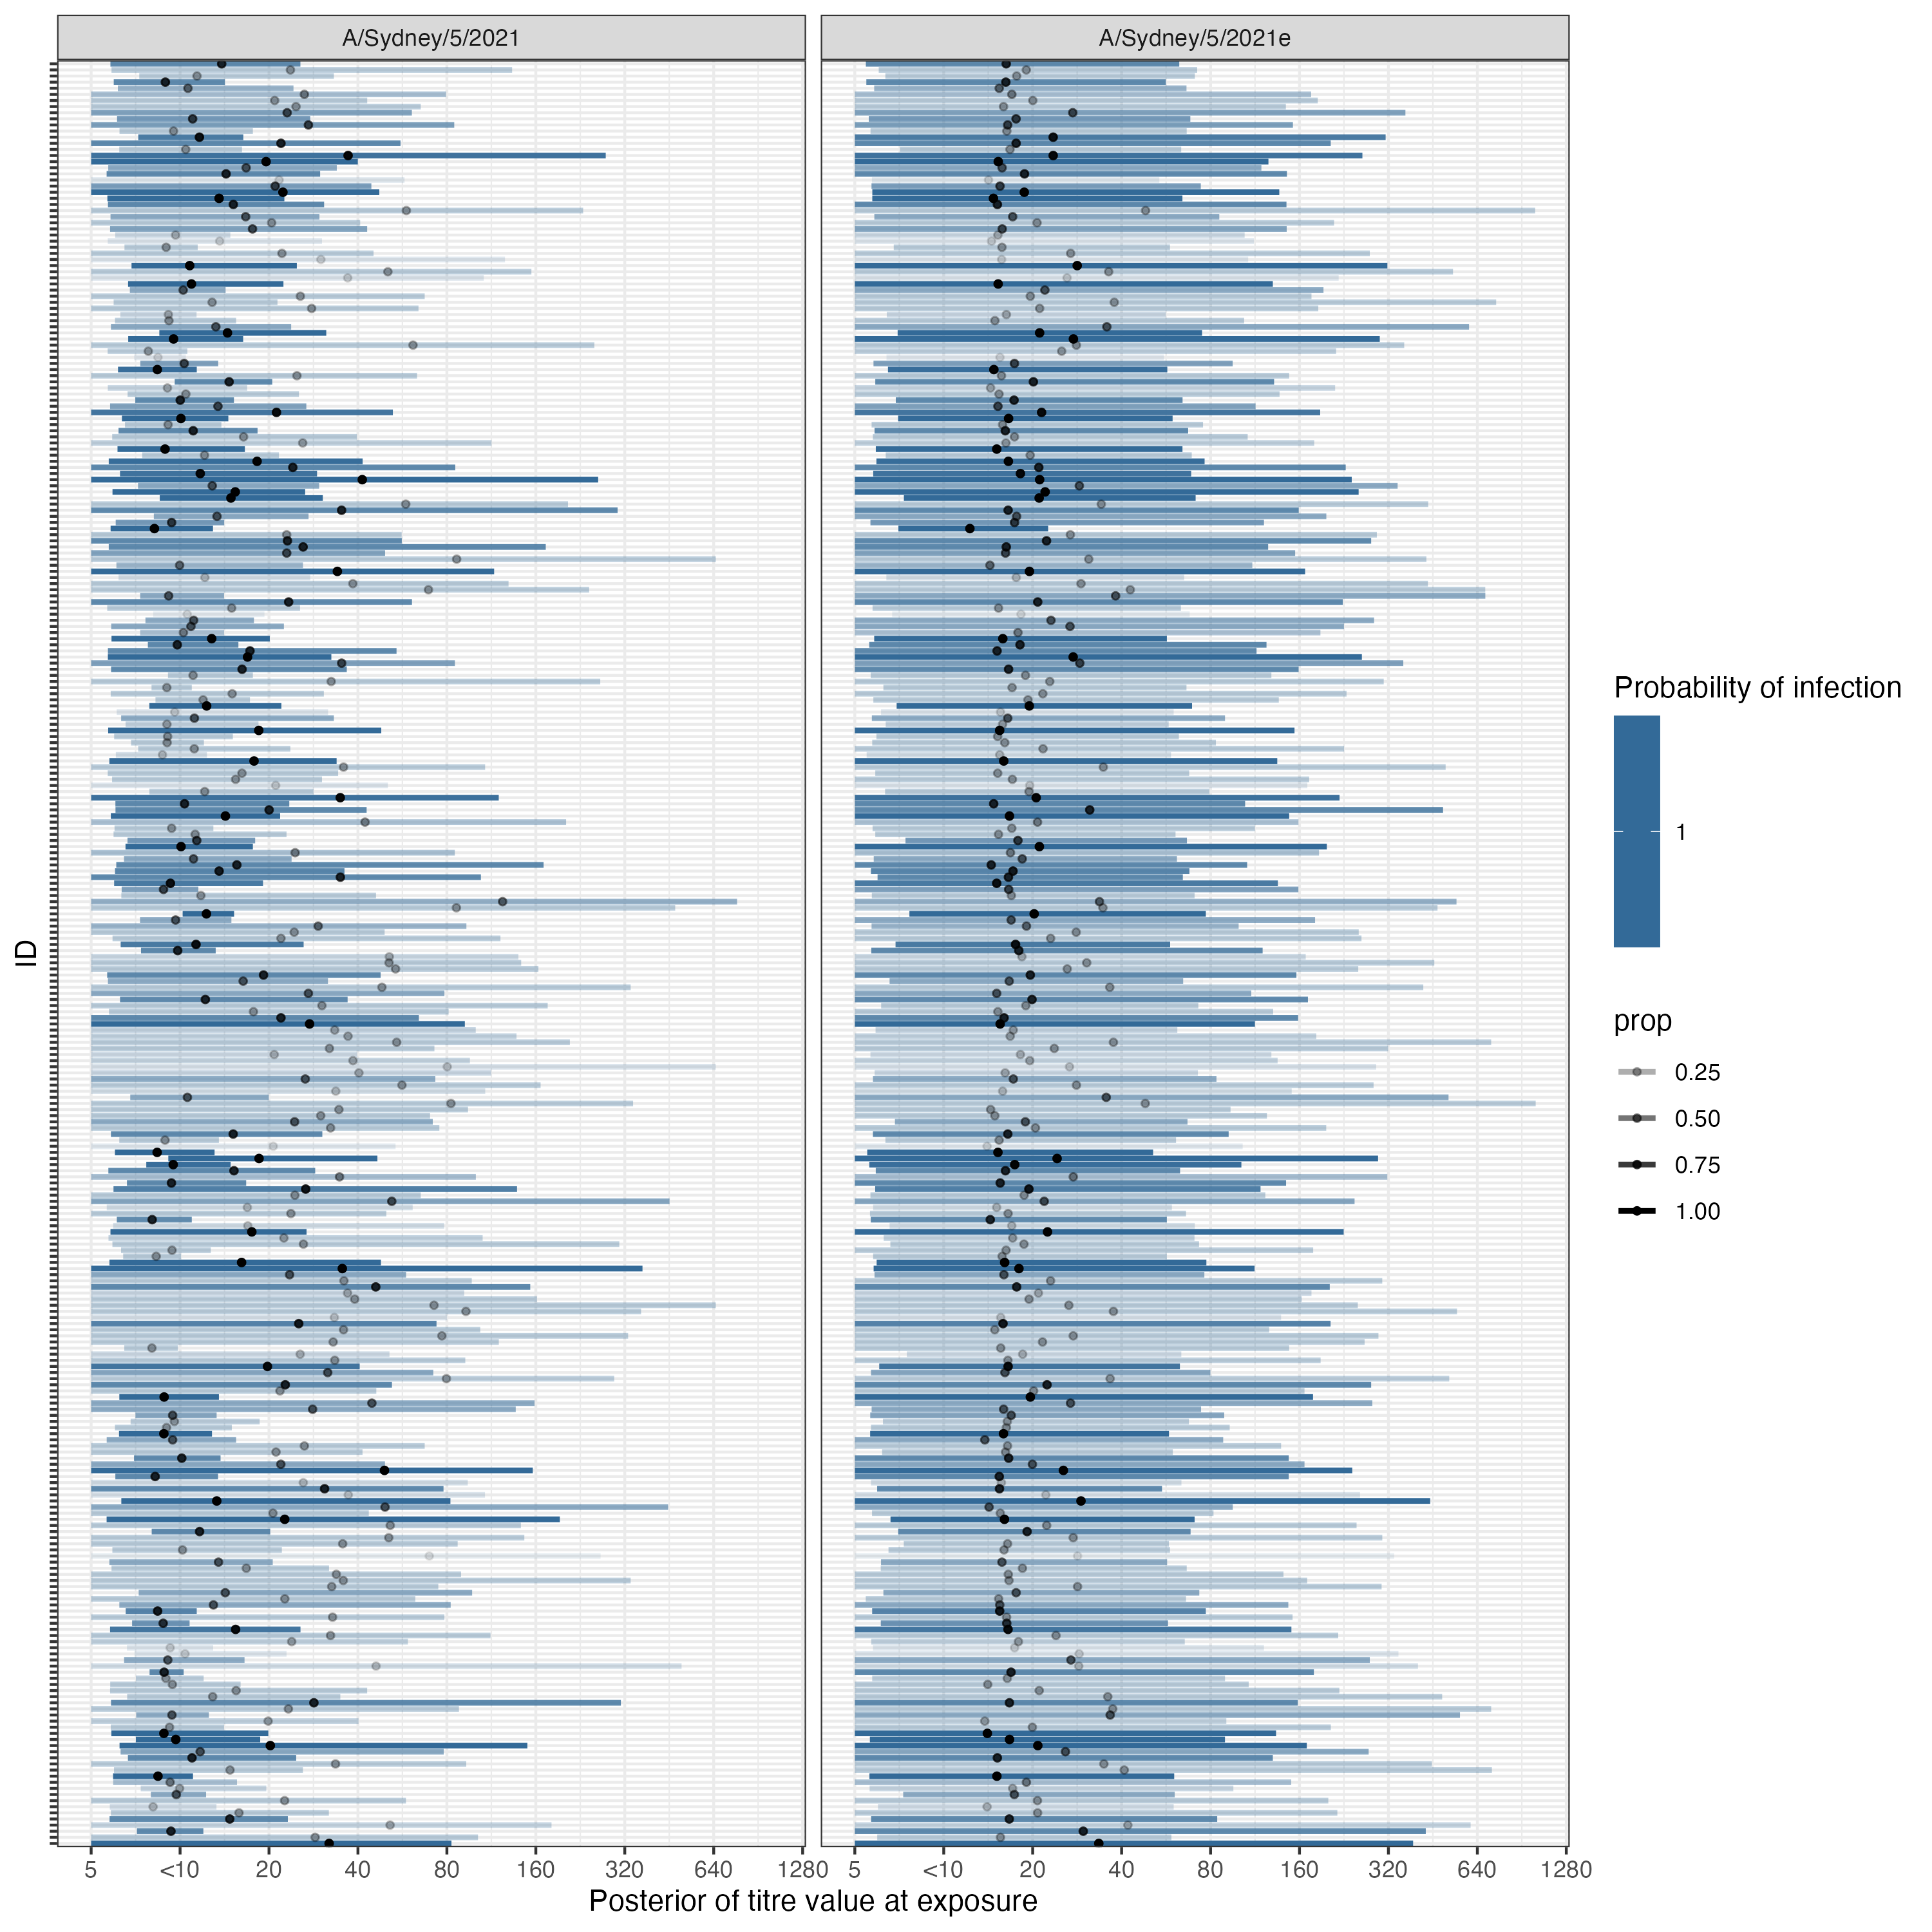 A/Sydney/5/2021
A/Sydney/5/2021e
ID
Probability of infection
1
prop
0.25
0.50
0.75
1.00
5 <10 20 40 80 160 320 640 1280
5 <10 20 40 80 160 320 640 1280
Posterior of titre value at exposure